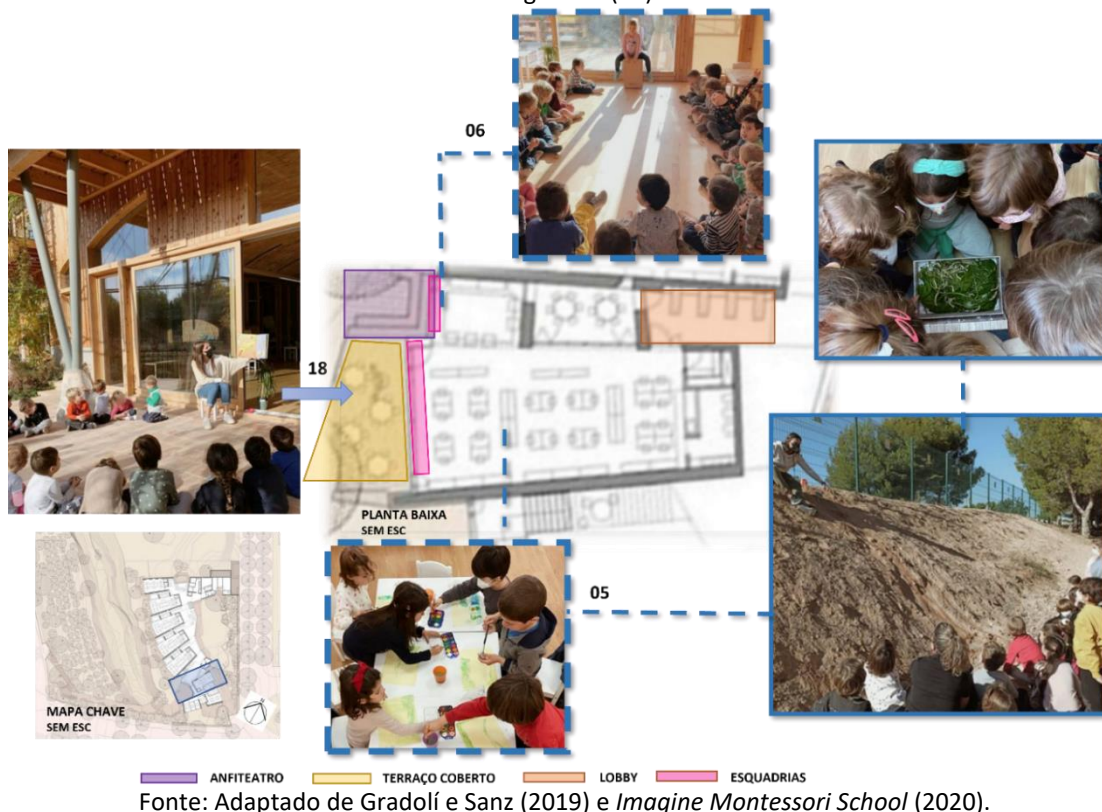 06
18
PLANTA BAIXA
SEM ESC
05
MAPA CHAVE
SEM ESC
ANFITEATRO TERRAÇO COBERTO LOBBY ESQUADRIAS
Fonte: Adaptado de Gradolí e Sanz (2019) e Imagine Montessori School (2020).